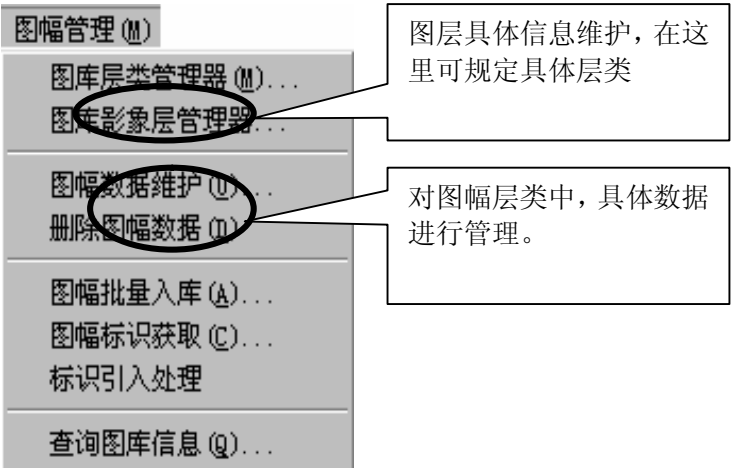 图幅管理(M)
图库层类管理器(M)...
图库影象层管理器...
图幅数据维护(U)...
删除图幅数据(D)
图幅批量入库(A)...
图幅标识获取(C)...
标识引入处理
查询图库信息(Q)...
图层具体信息维护,在这
里可规定具体层类
对图幅层类中,具体数据
进行管理。